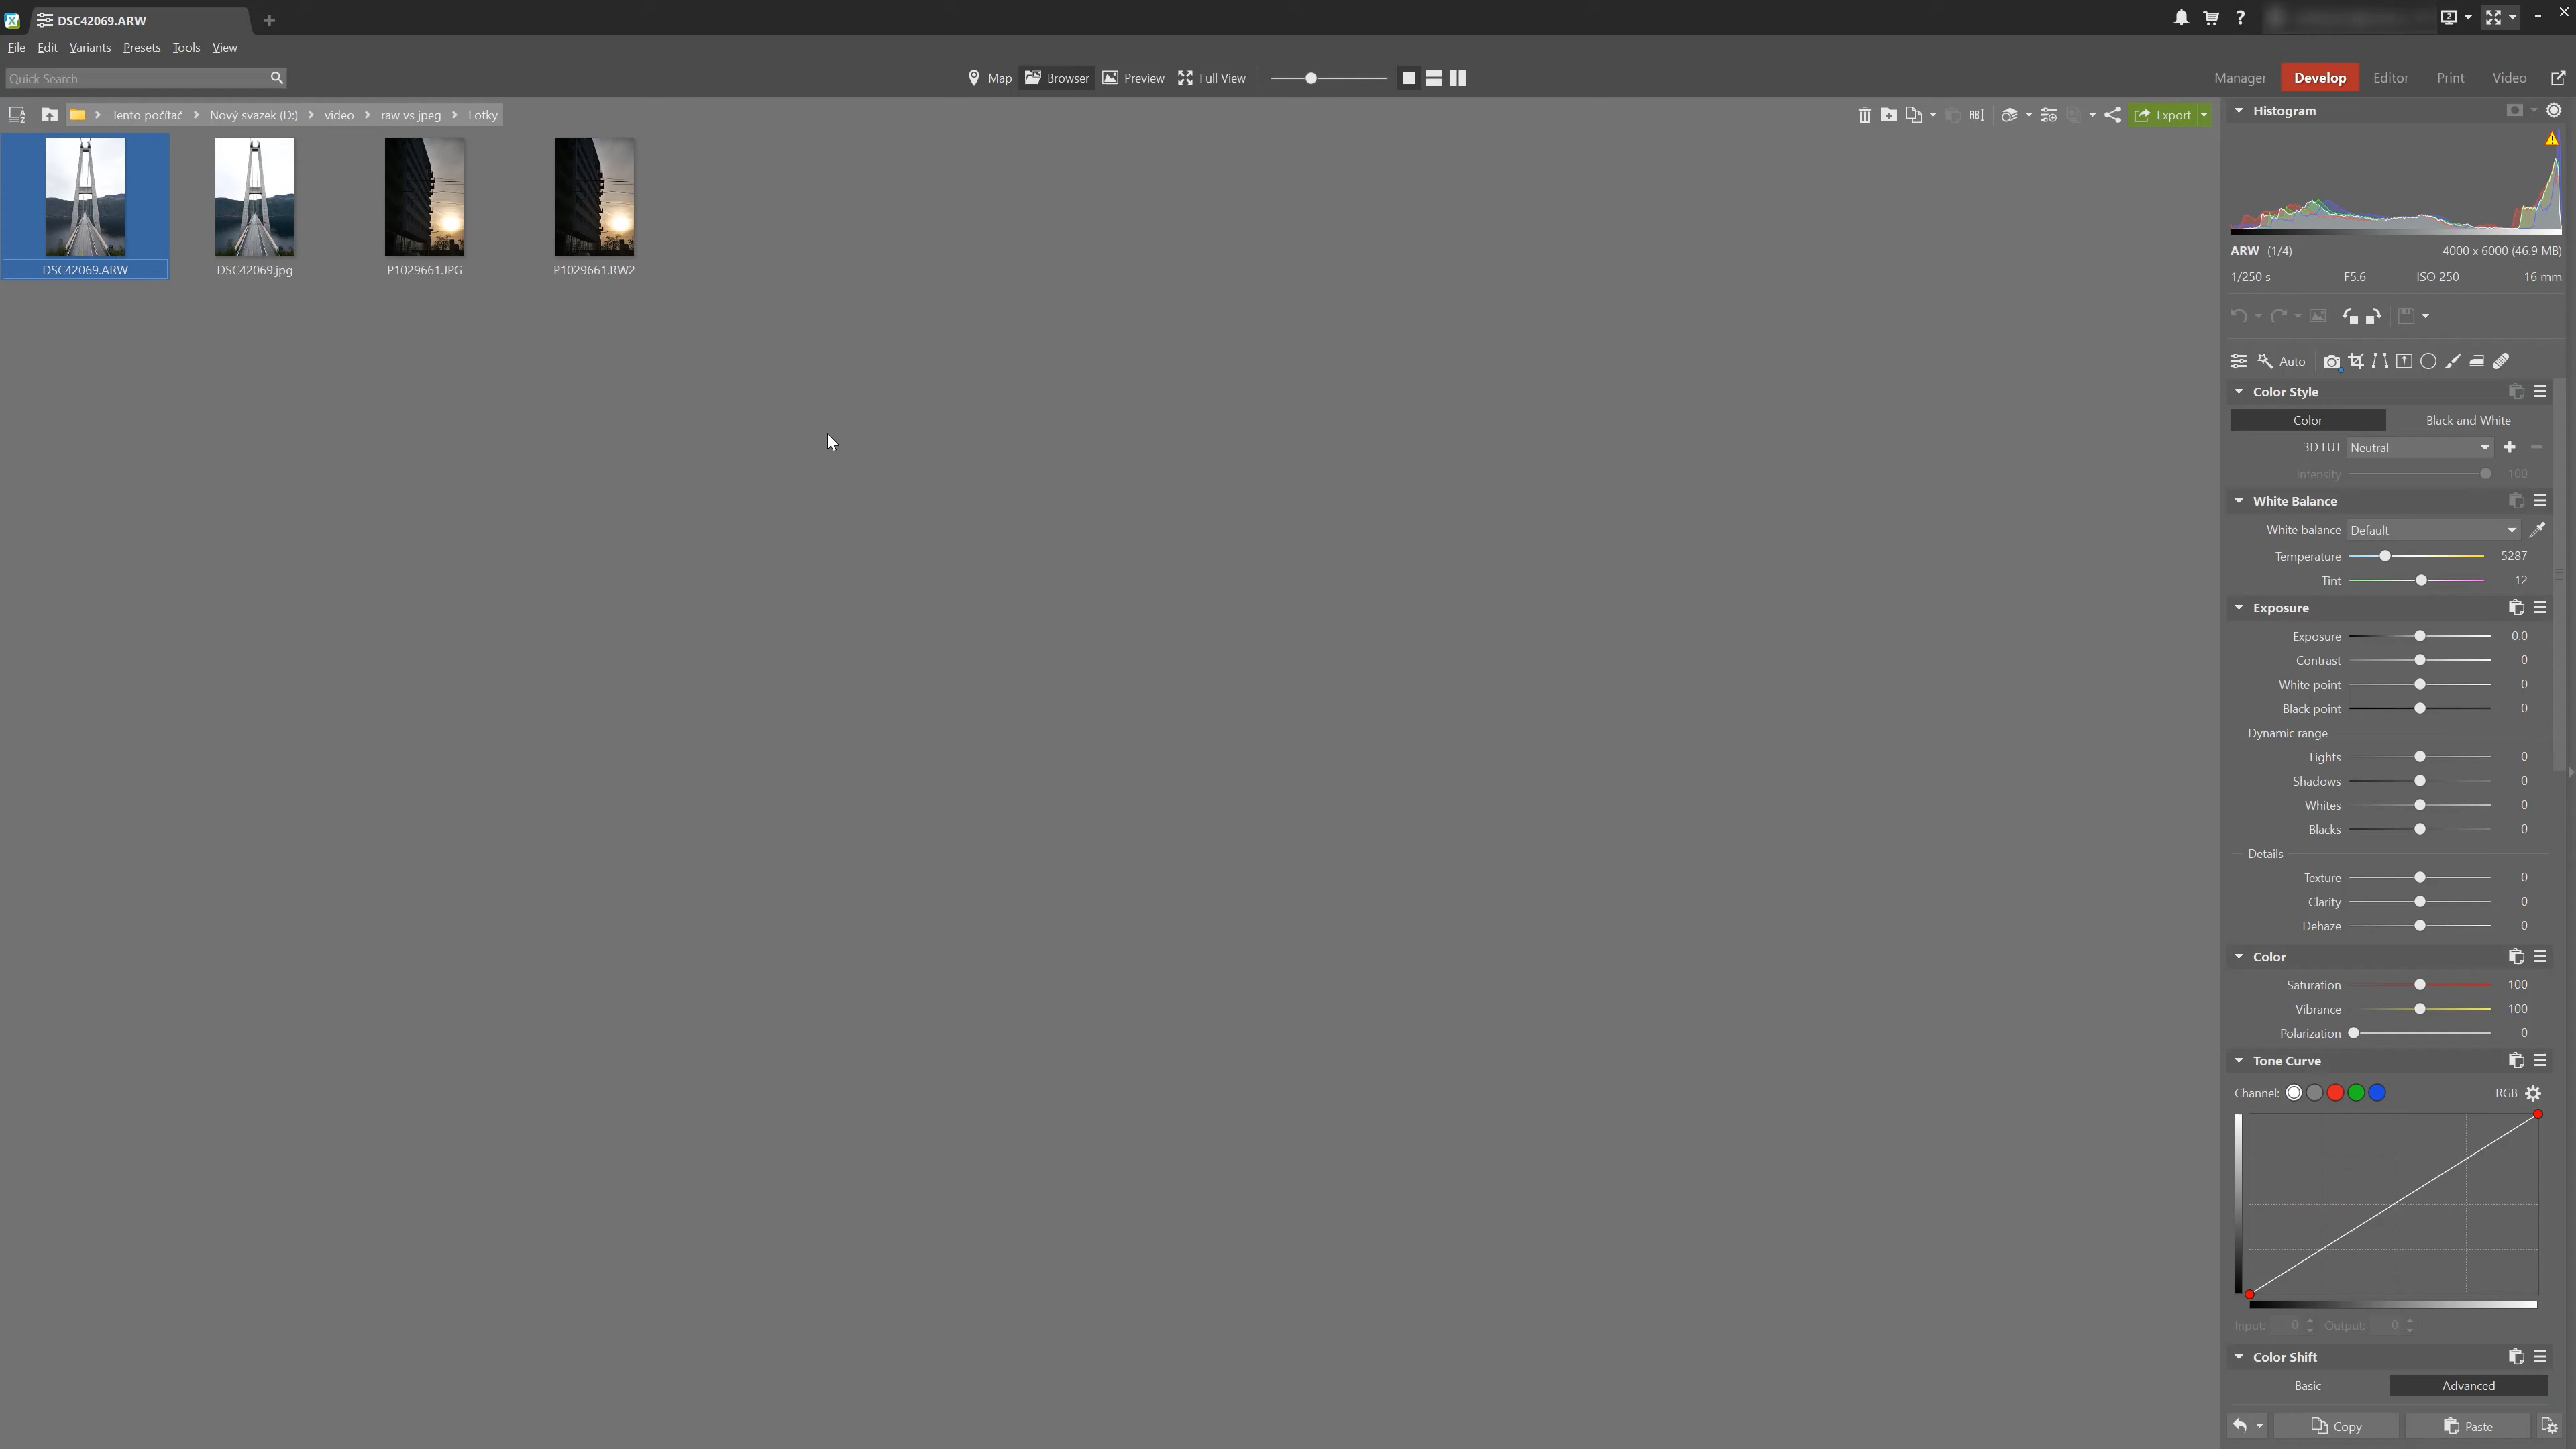 DSC42069.ARW
File Edit Variants Presets Tools View
Quick Search
Map Browser Preview Full View
Manager Develop Editor Print Video
Tento počítač Nový svazek (D:) video raw vs jpeg Fotky
Export
DSC42069.ARW DSC42069.jpg P1029661.JPG P1029661.RW2
Histogram
ARW (1/4) 4000 x 6000 (46.9 MB)
1/250 s F5.6 ISO 250 16 mm
Auto
Color Style
Color Black and White
3D LUT Neutral
Intensity 100
White Balance
White balance Default
Temperature 5287
Tint 12
Exposure
Exposure 0.0
Contrast 0
White point 0
Black point 0
Dynamic range
Lights 0
Shadows 0
Whites 0
Blacks 0
Details
Texture 0
Clarity 0
Dehaze 0
Color
Saturation 100
Vibrance 100
Polarization 0
Tone Curve
Channel: RGB
Input: 0 Output: 0
Color Shift
Basic Advanced
Copy Paste